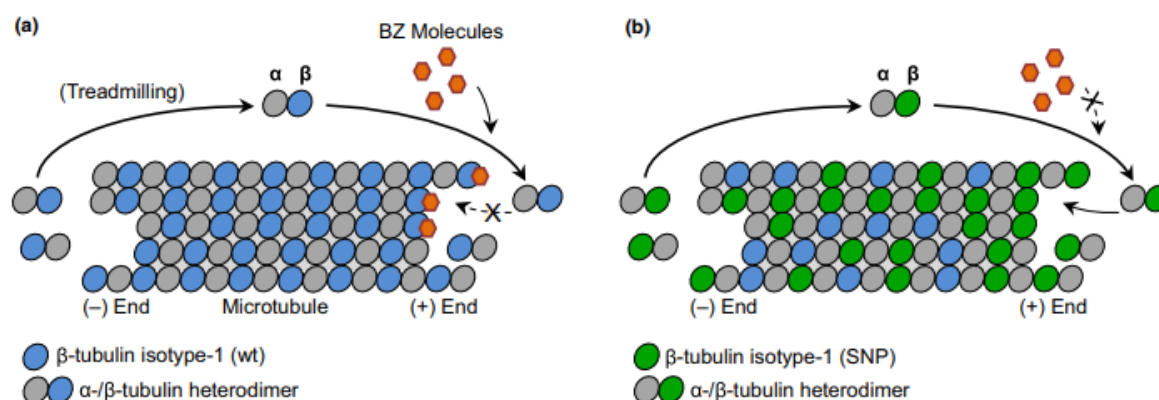 (a)
BZ Molecules
α β
(Treadmilling)
X
(–) End
Microtubule
(+) End
β-tubulin isotype-1 (wt)
α-/β-tubulin heterodimer
(b)
α β
X
(–) End
(+) End
β-tubulin isotype-1 (SNP)
α-/β-tubulin heterodimer